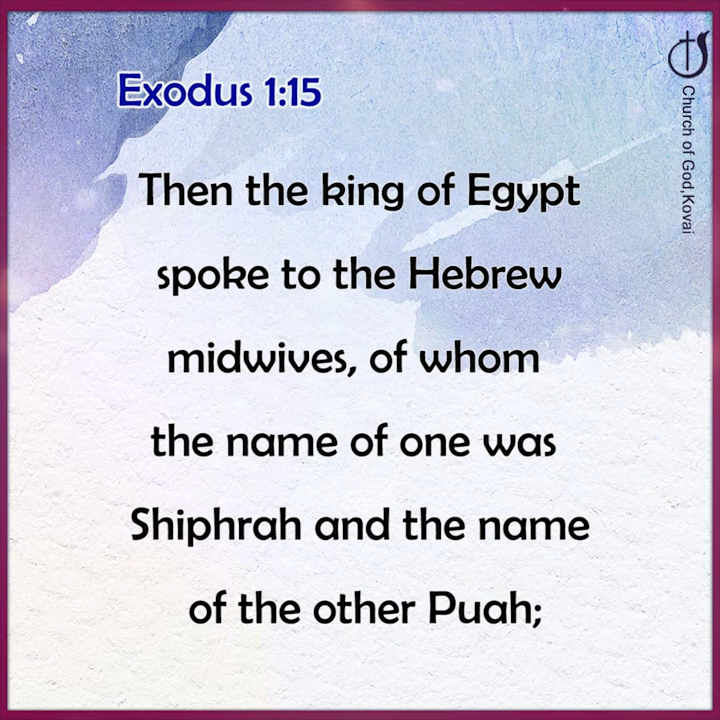 Exodus 1:15
Church of God,Kovai
Then the king of Egypt
spoke to the Hebrew
midwives, of whom
the name of one was
Shiphrah and the name
of the other Puah;